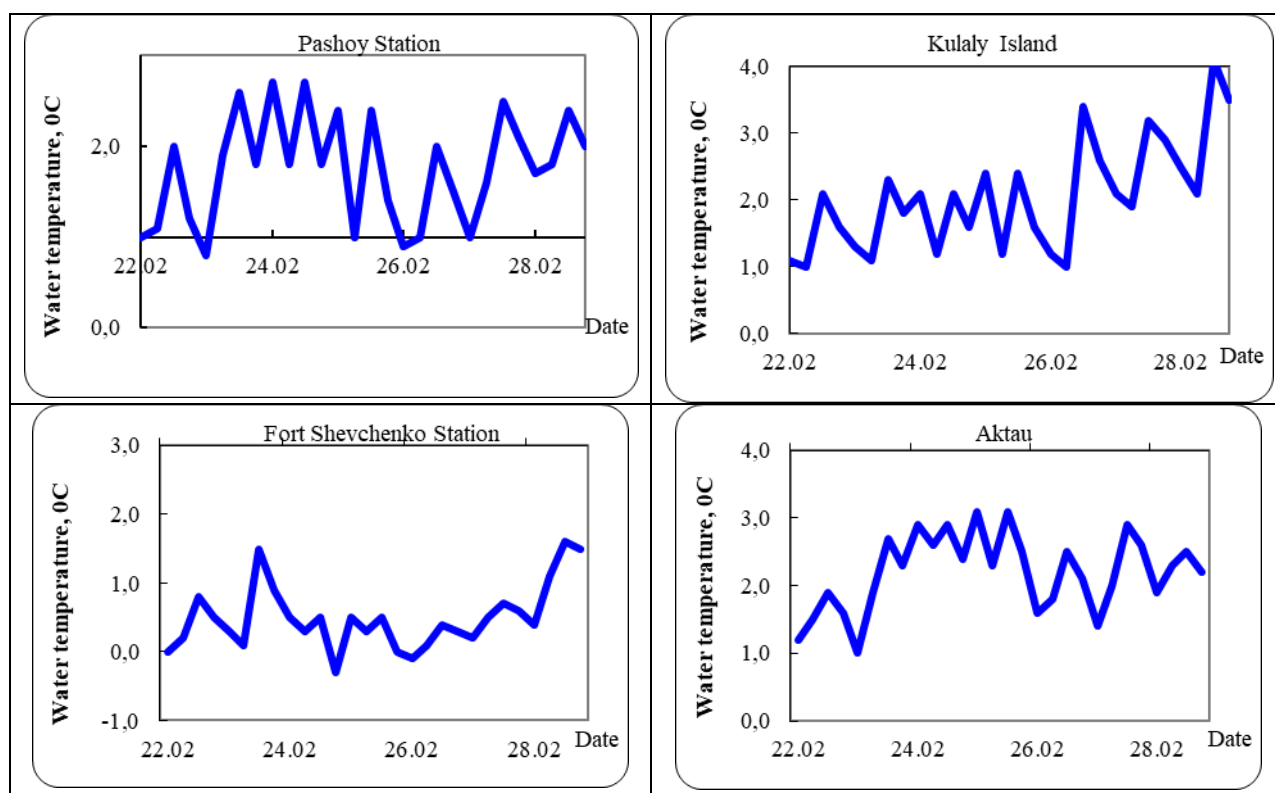 Pashoy Station
Water temperature, 0C
2,0
0,0
22.02
24.02
26.02
28.02
Date
Kulaly Island
Water temperature, 0C
4,0
3,0
2,0
1,0
0,0
22.02
24.02
26.02
28.02
Date
Fort Shevchenko Station
Water temperature, 0C
3,0
2,0
1,0
0,0
-1,0
22.02
24.02
26.02
28.02
Date
Aktau
Water temperature, 0C
4,0
3,0
2,0
1,0
0,0
22.02
24.02
26.02
28.02
Date